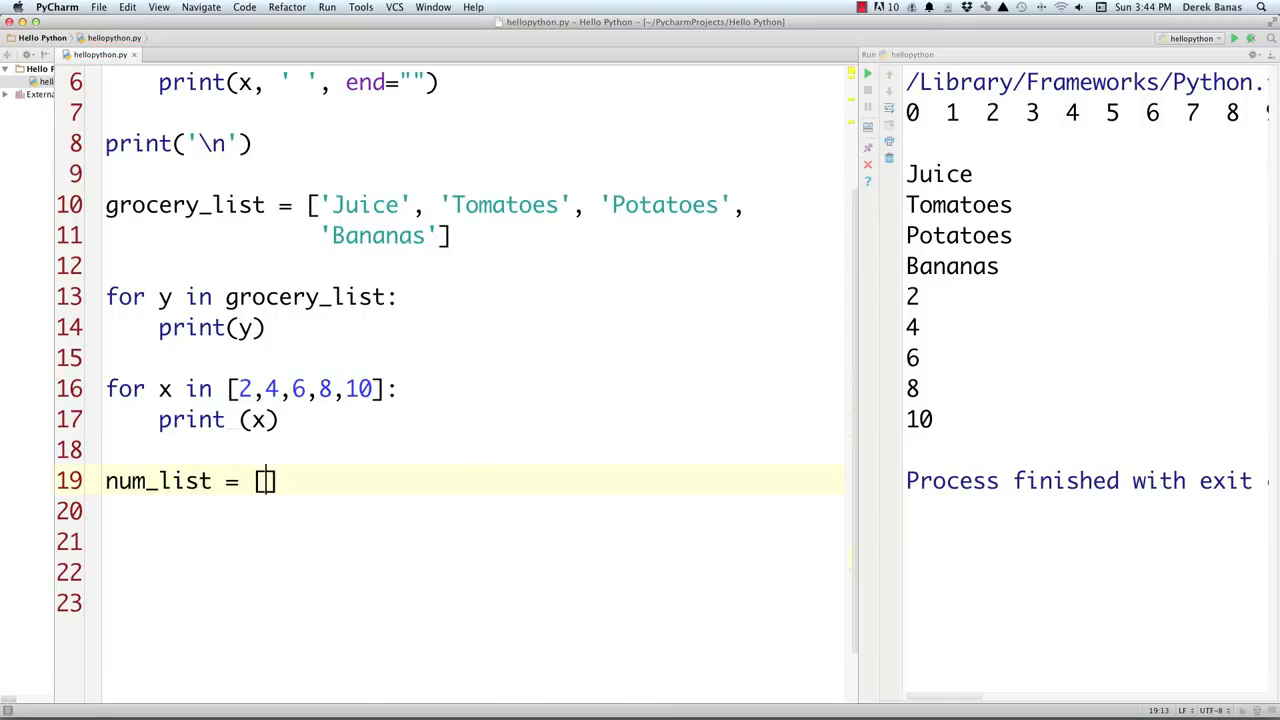 PyCharm File Edit View Navigate Code Refactor Run Tools VCS Window Help 10 Sun 3:44 PM Derek Banas
hellopython.py – Hello Python – [~/PycharmProjects/Hello Python]
Hello Python hellopython.py hellopython
hellopython.py Run hellopython
Hello P
hell
Extern
6 print(x, ' ', end="")
7
8 print('\n')
9
10 grocery_list = ['Juice', 'Tomatoes', 'Potatoes',
11 'Bananas']
12
13 for y in grocery_list:
14 print(y)
15
16 for x in [2,4,6,8,10]:
17 print (x)
18
19 num_list = []
20
21
22
23
/Library/Frameworks/Python.
0 1 2 3 4 5 6 7 8
Juice
Tomatoes
Potatoes
Bananas
2
4
6
8
10
Process finished with exit
19:13 LF UTF-8